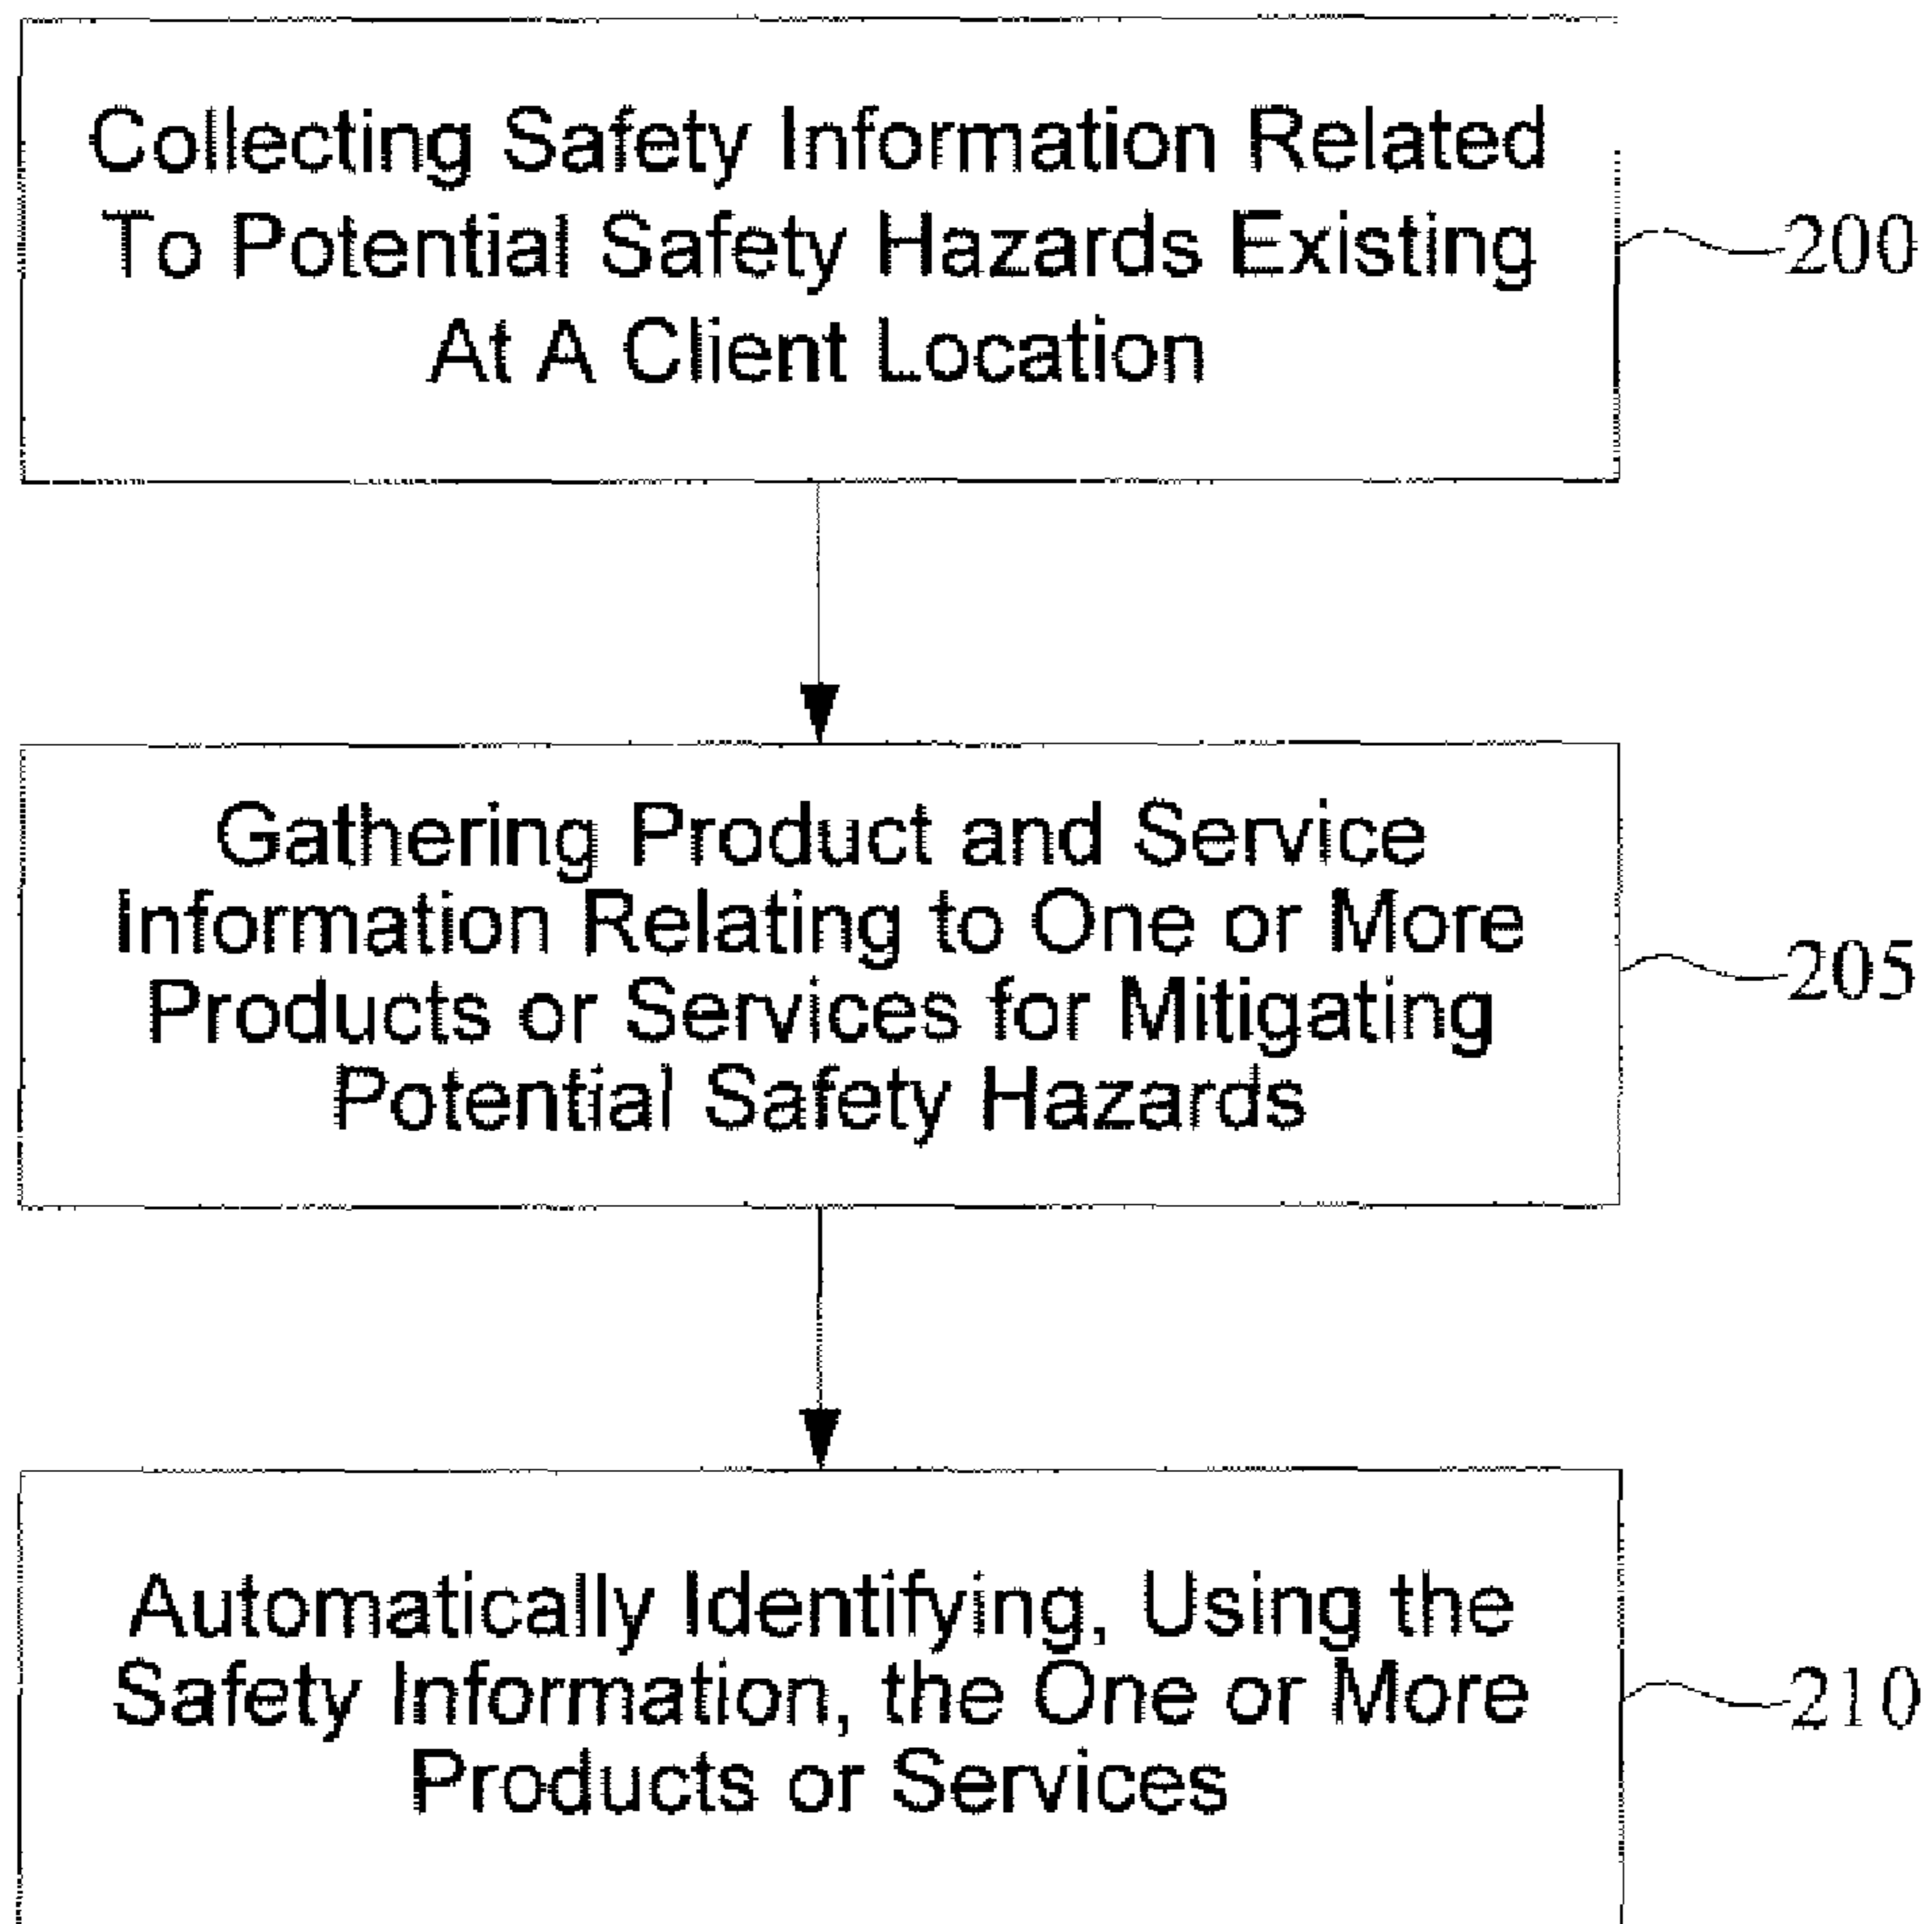 Collecting Safety Information Related
To Potential Safety Hazards Existing
At A Client Location
200
Gathering Product and Service
Information Relating to One or More
Products or Services for Mitigating
Potential Safety Hazards
205
Automatically Identifying, Using the
Safety Information, the One or More
Products or Services
210